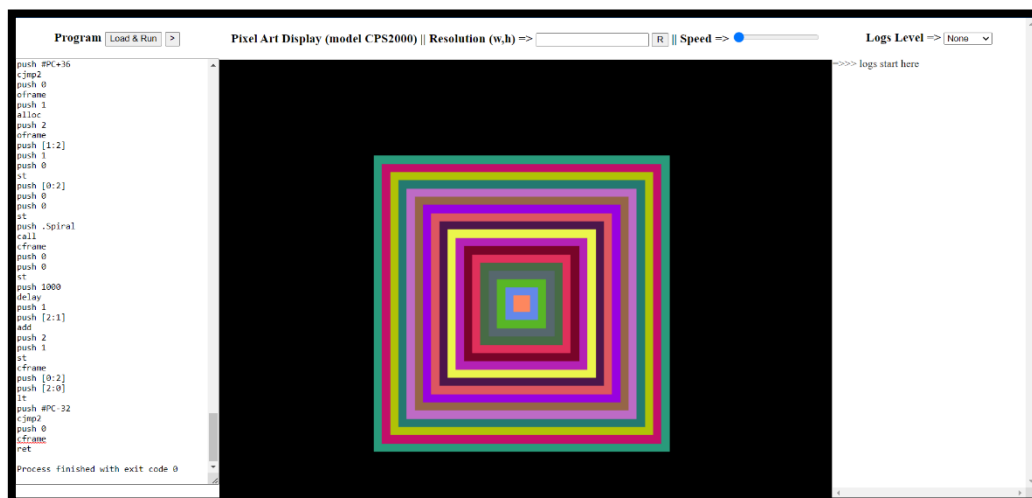 Program Load & Run > Pixel Art Display (model CPS2000) || Resolution (w,h) => R || Speed => Logs Level => None
push #PC+36
cjmp2
push 0
oframe
push 1
alloc
push 2
oframe
push [1:2]
push 1
push 0
st
push [0:2]
push 0
push 0
st
push .Spiral
call
cframe
push 0
push 0
st
push 1000
delay
push 1
push [2:1]
add
push 2
push 1
st
cframe
push [0:2]
push [2:0]
lt
push #PC-32
cjmp2
push 0
cframe
ret
Process finished with exit code 0
=>>> logs start here